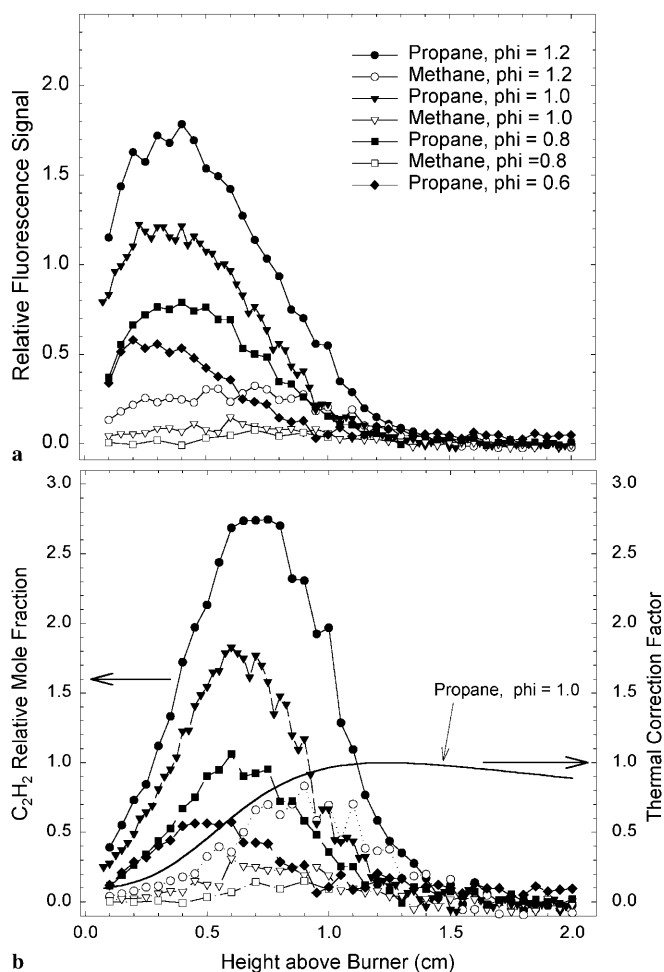 a
Relative Fluorescence Signal
2.0
1.5
1.0
0.5
0.0
Propane, phi = 1.2
Methane, phi = 1.2
Propane, phi = 1.0
Methane, phi = 1.0
Propane, phi = 0.8
Methane, phi =0.8
Propane, phi = 0.6
b
C2H2 Relative Mole Fraction
3.0
2.5
2.0
1.5
1.0
0.5
0.0
Propane, phi = 1.0
3.0
2.5
2.0
1.5
1.0
0.5
0.0
Thermal Correction Factor
0.0 0.5 1.0 1.5 2.0
Height above Burner (cm)